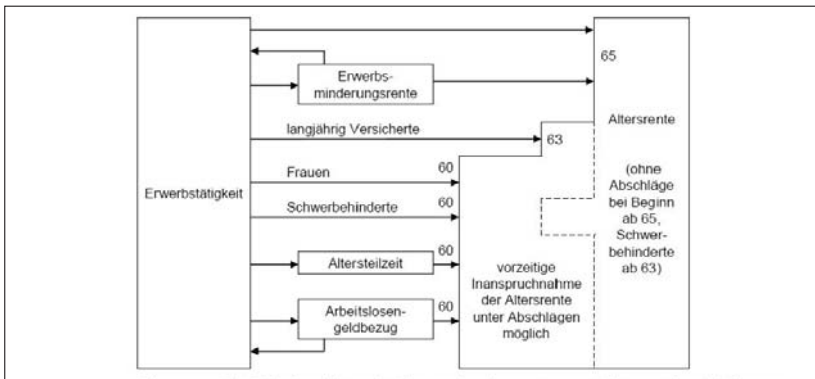 65
Erwerbs-
minderungsrente
Altersrente
langjährig Versicherte
63
Frauen
60
(ohne
Abschläge
bei Beginn
ab 65,
Schwer-
behinderte
ab 63)
Erwerbstätigkeit
Schwerbehinderte
60
Altersteilzeit
60
vorzeitige
Inanspruchnahme
der Altersrente
unter Abschlägen
möglich
Arbeitslosen-
geldbezug
60